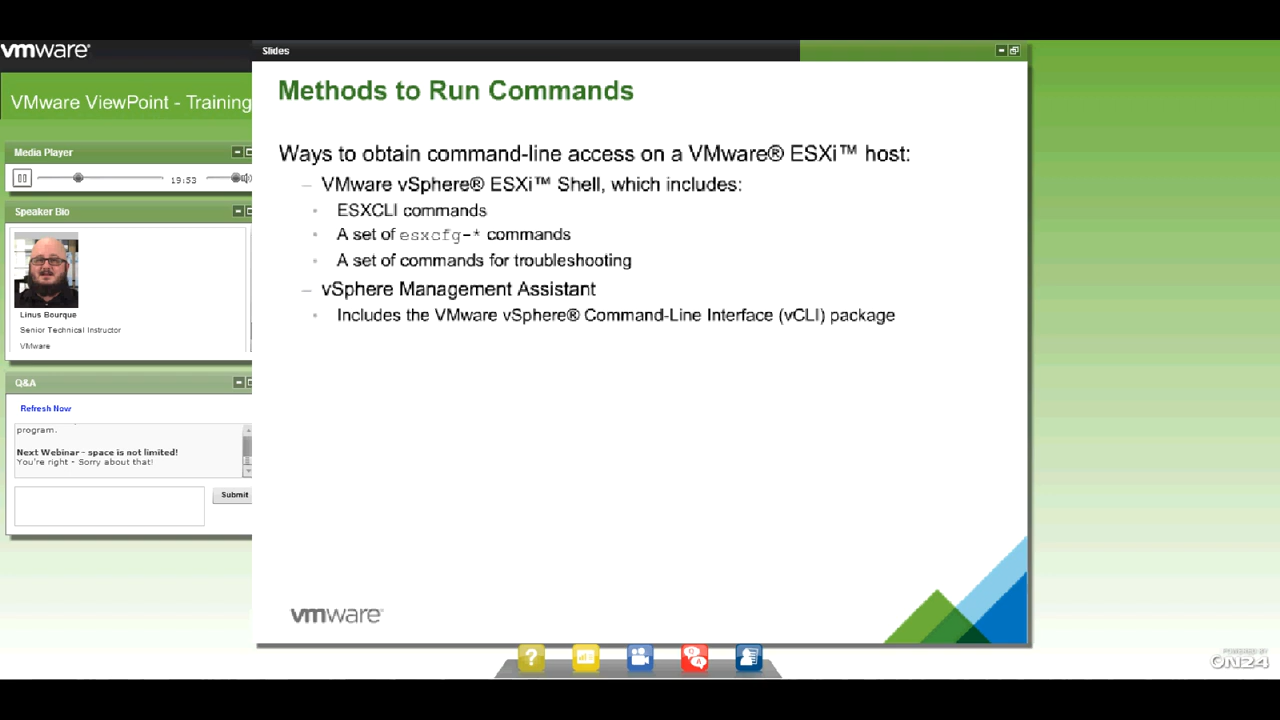 vmware®
Slides
VMware ViewPoint - Training
Methods to Run Commands
Media Player
19:53
Ways to obtain command-line access on a VMware® ESXi™ host:
– VMware vSphere® ESXi™ Shell, which includes:
• ESXCLI commands
• A set of esxcfg-* commands
• A set of commands for troubleshooting
– vSphere Management Assistant
• Includes the VMware vSphere® Command-Line Interface (vCLI) package
Speaker Bio
Linus Bourque
Senior Technical Instructor
VMware
Q&A
Refresh Now
program.
Next Webinar - space is not limited!
You're right - Sorry about that!
Submit
vmware®
?
Q
A
POWERED BY
ON24